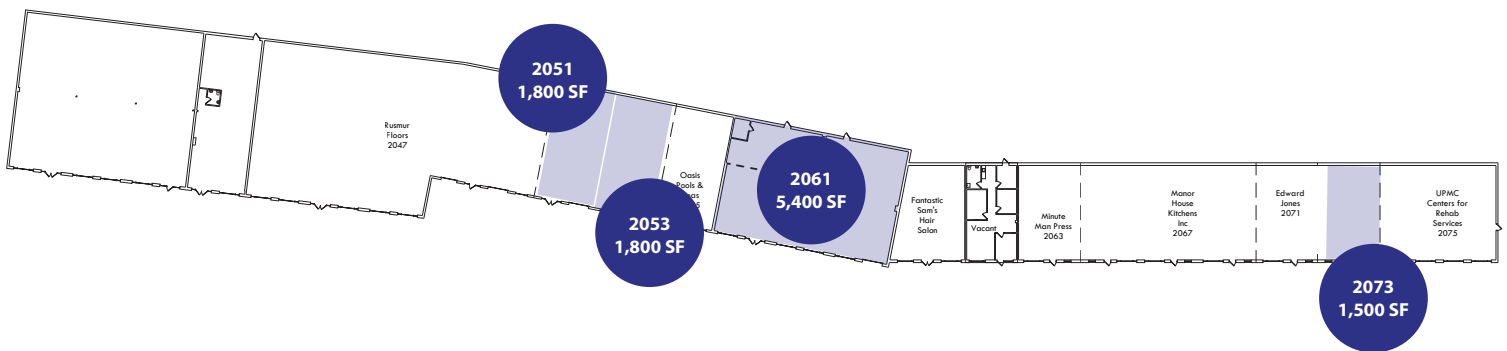 2051
1,800 SF
Rusmur
Floors
2047
Oasis
Pools &
2053
1,800 SF
2061
5,400 SF
Fantastic
Sam's
Hair
Salon
Vacant
Minute
Man Press
2063
Manor
House
Kitchens
Inc
2067
Edward
Jones
2071
2073
1,500 SF
UPMC
Centers for
Rehab
Services
2075